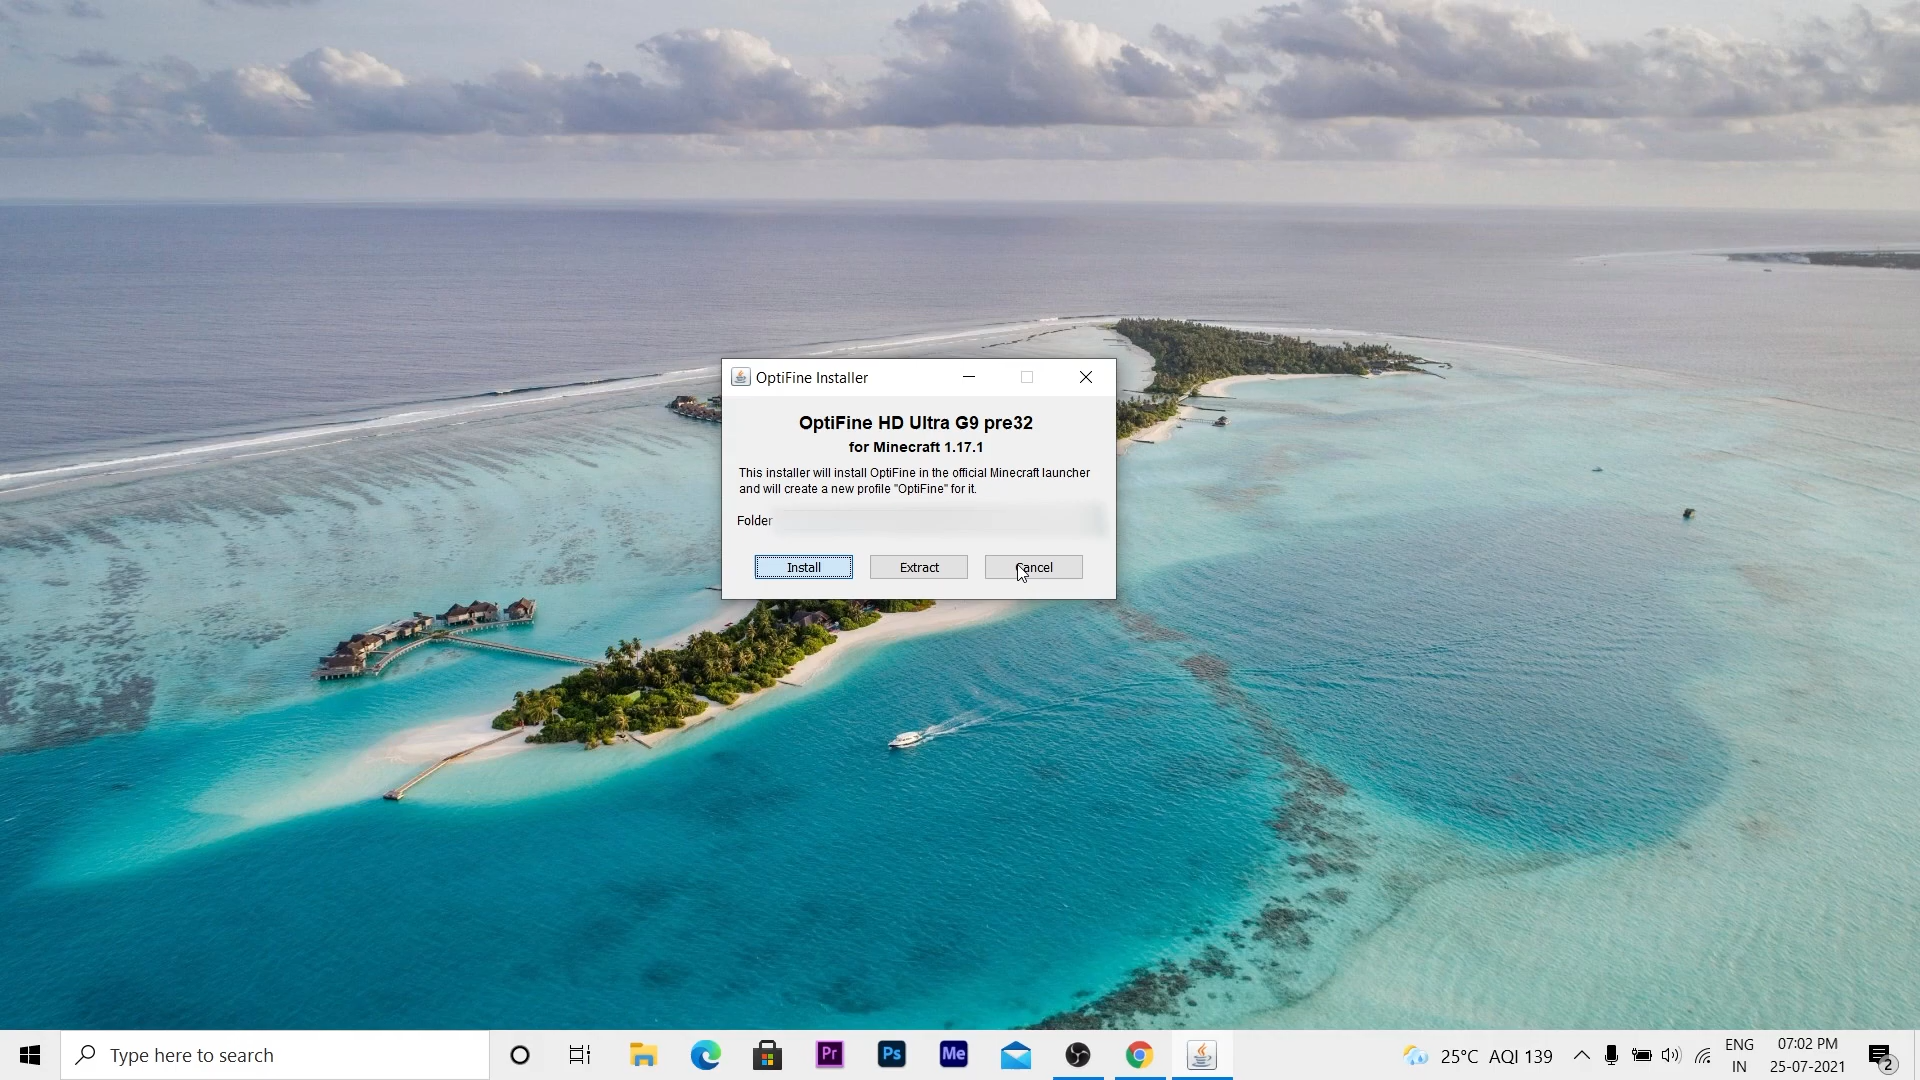 OptiFine Installer
OptiFine HD Ultra G9 pre32
for Minecraft 1.17.1
This installer will install OptiFine in the official Minecraft launcher
and will create a new profile "OptiFine" for it.
Folder
Install Extract Cancel
Type here to search
Pr Ps Me
25°C AQI 139
ENG
IN
07:02 PM
25-07-2021
2